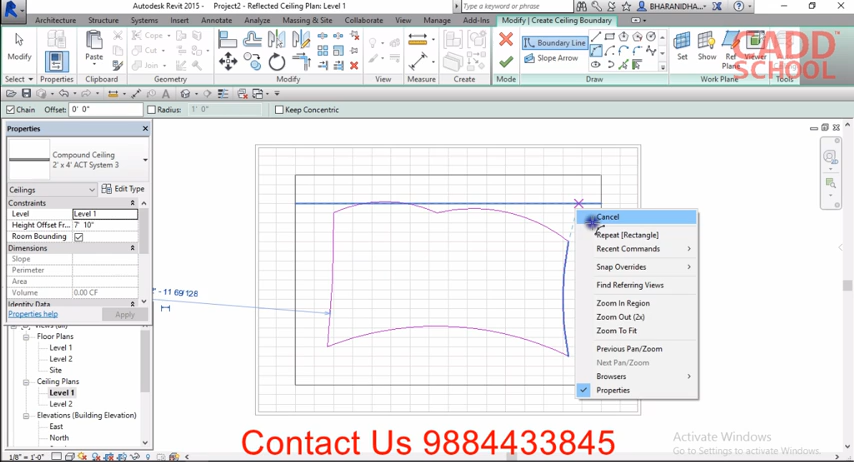 Autodesk Revit 2015 - Project2 - Reflected Ceiling Plan: Level 1
Type a keyword or phrase
BHARANIDHA...
Architecture Structure Systems Insert Annotate Analyze Massing & Site Collaborate View Manage Add-Ins Modify | Create Ceiling Boundary
Modify
Properties
Paste
Cope
Cut
Join
Boundary Line
Slope Arrow
Set Show Ref Plane Viewer
CADD
SCHOOL
Select Properties Clipboard Geometry Modify View Measure Create Mode Draw Work Plane Tools
Chain Offset: 0' 0" Radius: 1' 0" Keep Concentric
Properties
Compound Ceiling
2' x 4' ACT System 3
Ceilings Edit Type
Constraints
Level Level 1
Height Offset Fr... 7' 10"
Room Bounding
Dimensions
Slope
Perimeter
Area
Volume 0.00 CF
Identity Data
Properties help Apply
Views (all)
Floor Plans
Level 1
Level 2
Site
Ceiling Plans
Level 1
Level 2
Elevations (Building Elevation)
East
North
- 11 69/128
Cancel
Repeat [Rectangle]
Recent Commands
Snap Overrides
Find Referring Views
Zoom In Region
Zoom Out (2x)
Zoom To Fit
Previous Pan/Zoom
Next Pan/Zoom
Browsers
Properties
Contact Us 9884433845
Activate Windows
Go to Settings to activate Windows.
1/8" = 1'-0"